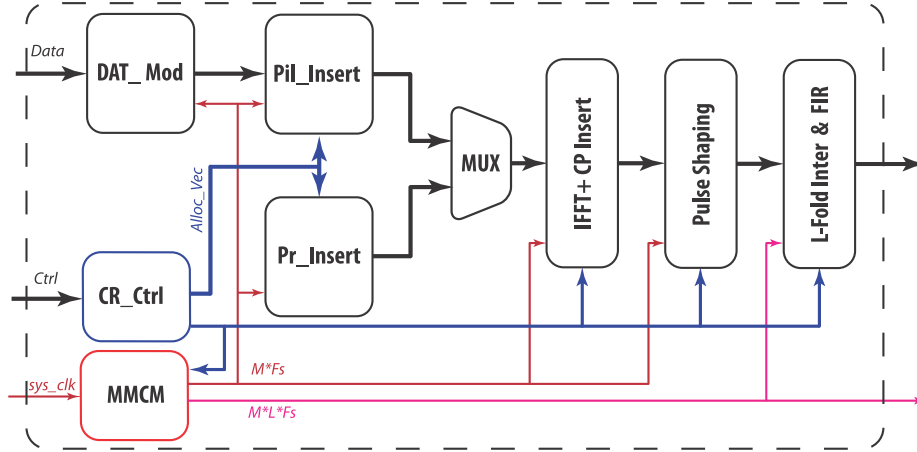 Data
DAT_ Mod
Pil_Insert
MUX
IFFT+ CP Insert
Pulse Shaping
L-Fold Inter & FIR
Alloc_Vec
Pr_Insert
Ctrl
CR_Ctrl
sys_clk
MMCM
M*Fs
M*L*Fs